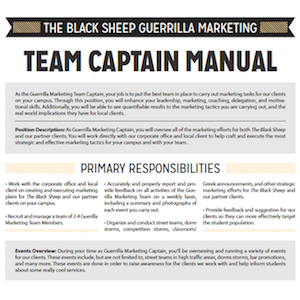 THE BLACK SHEEP GUERRILLA MARKETING
TEAM CAPTAIN MANUAL
As the Guerrilla Marketing Team Captain, your job is to put the best team in place to carry out marketing tasks for our clients
on your campus. Through this position, you will enhance your leadership, marketing, coaching, delegation, and motiva-
tional skills. Additionally, you will be able to see quantifiable results to the marketing tactics you are carrying out, and the
real world implications they have for local clients.
Position Description: As Guerrilla Marketing Captain, you will oversee all of the marketing efforts for both The Black Sheep
and our partner clients. You will work directly with our corporate office and local client to help craft and execute the most
strategic and effective marketing tactics for your campus and with your team.
PRIMARY RESPONSIBILITIES
- Work with the corporate office and local
client on creating and executing marketing
plans for The Black Sheep and our partner
clients on your campus.
- Recruit and manage a team of 2-4 Guerrilla
Marketing Team Members.
- Accurately and properly report and pro-
vide feedback on all activities of the Guer-
rilla Marketing Team on a weekly basis,
including a summary and photographs of
each event you carry out.
- Organize and conduct street teams, dorm
storms, competition storms, classroom/
Greek announcements, and other strategic
marketing efforts for The Black Sheep and
our partner clients.
- Provide feedback and suggestion for our
clients so they can more effectively target
the student population.
Events Overview: During your time as Guerrilla Marketing Captain, you'll be overseeing and running a variety of events for
our clients. These events include, but are not limited to, street teams in high traffic areas, dorms storms, bar promotions,
and many more. These events are done in order to raise awareness for the clients we work with and help inform students
about some really cool services.